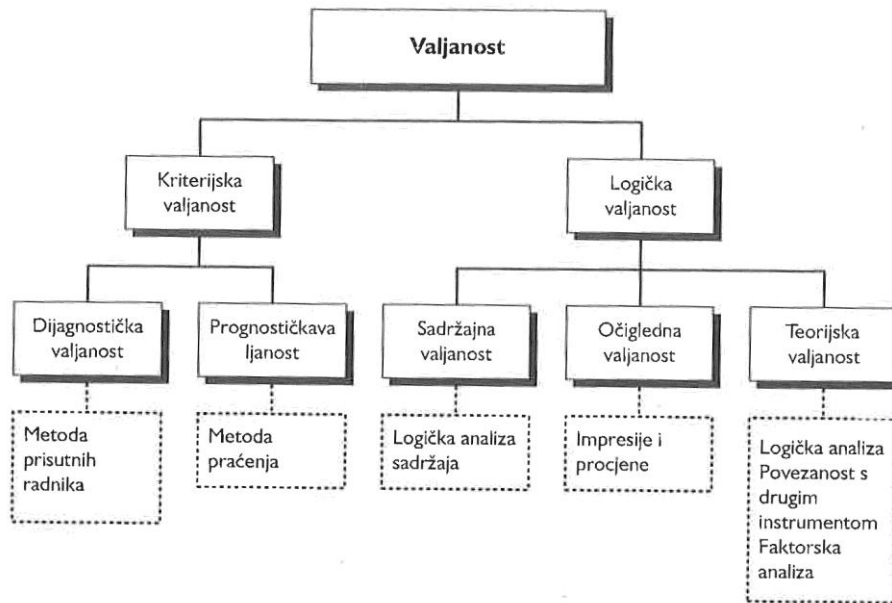 Valjanost
Kriterijska
valjanost
Logička
valjanost
Dijagnostička
valjanost
Prognostičkava
ljanost
Sadržajna
valjanost
Očigledna
valjanost
Teorijska
valjanost
Metoda
prisutnih
radnika
Metoda
praćenja
Logička analiza
sadržaja
Impresije i
procjene
Logička analiza
Povezanost s
drugim
instrumentom
Faktorska
analiza